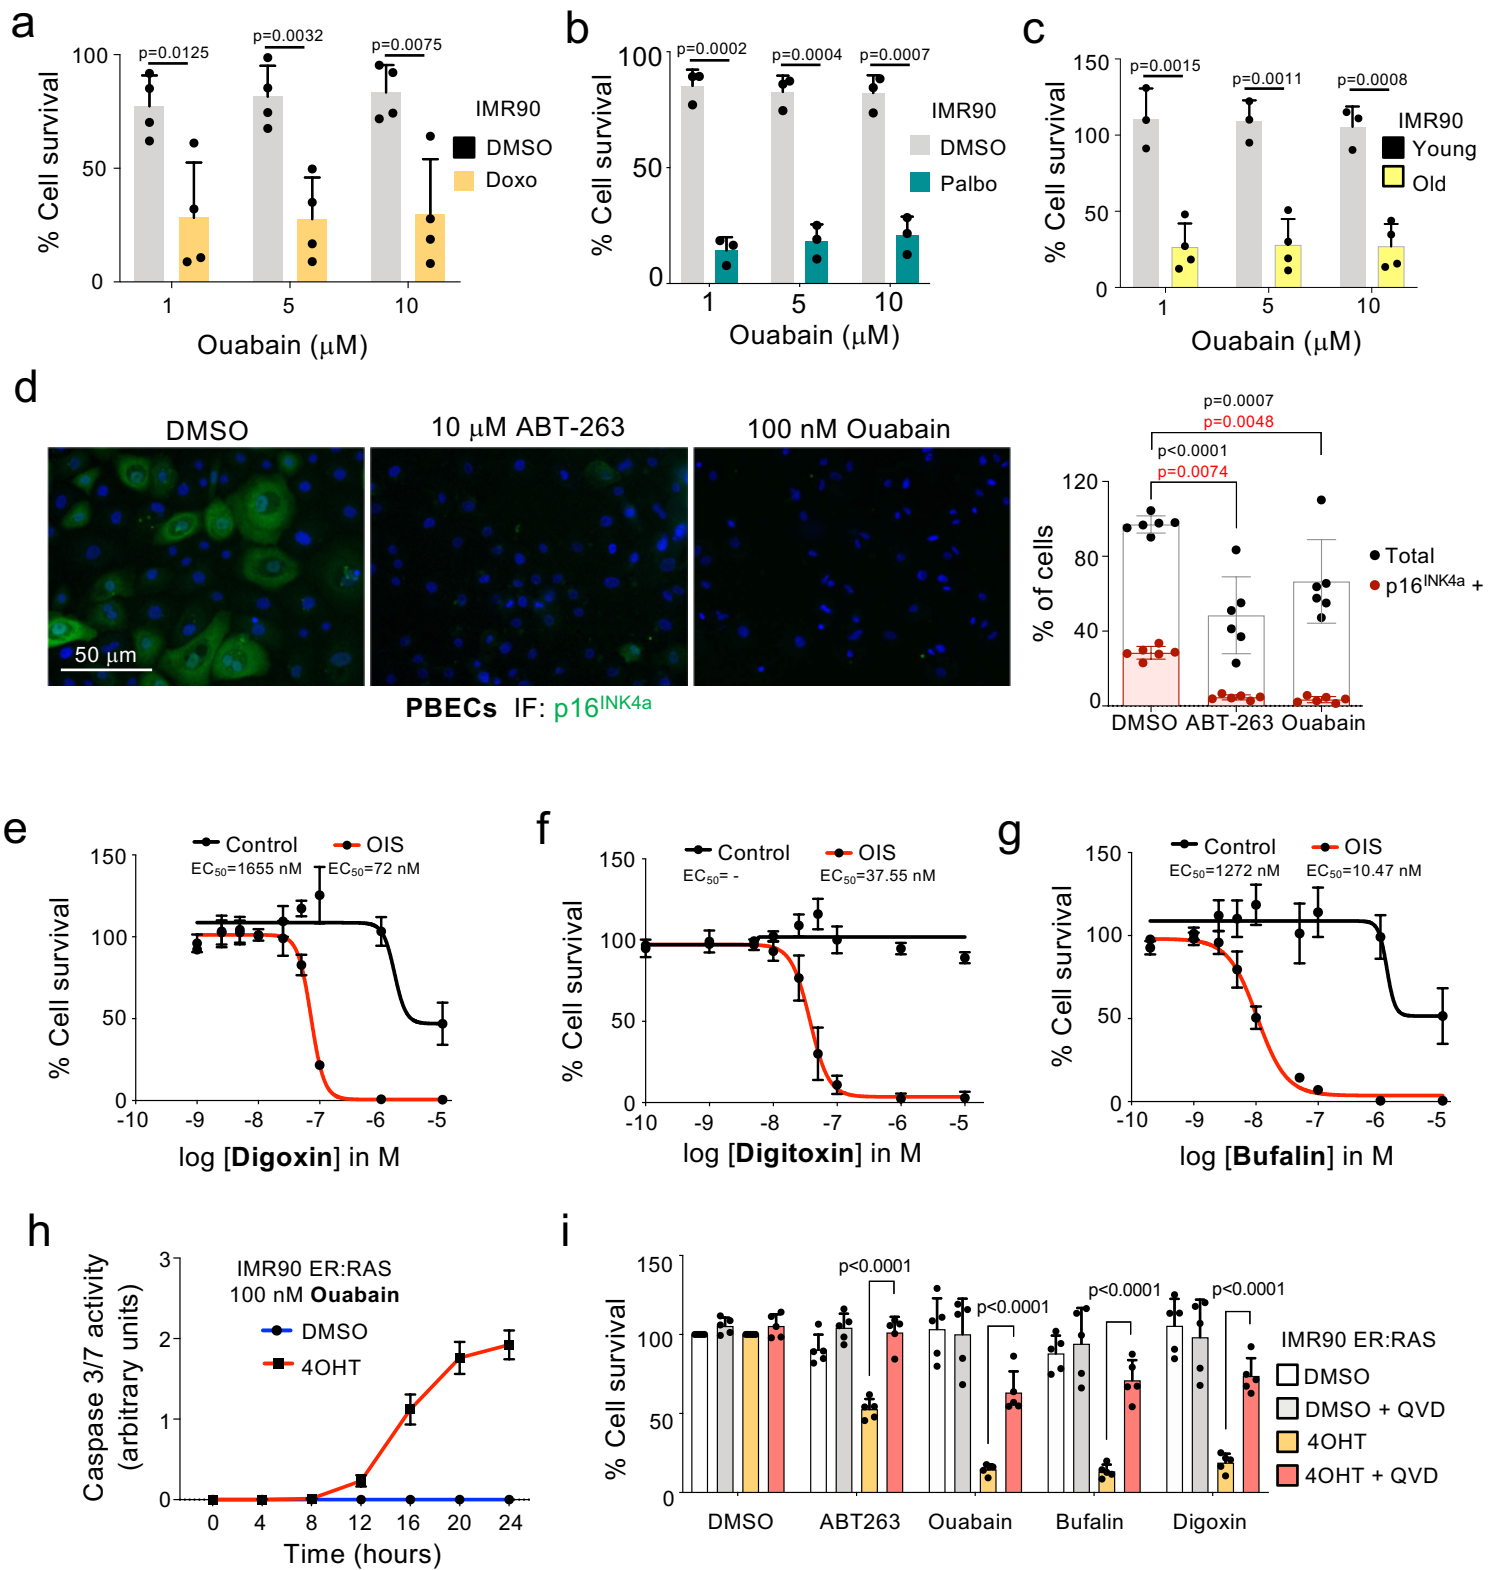 a
p=0.0125
p=0.0032
p=0.0075
100
50
0
% Cell survival
IMR90
DMSO
Doxo
1
5
10
Ouabain (μM)
b
p=0.0002
p=0.0004
p=0.0007
100
50
0
% Cell survival
IMR90
DMSO
Palbo
1
5
10
Ouabain (μM)
c
p=0.0015
p=0.0011
p=0.0008
150
100
50
0
% Cell survival
IMR90
Young
Old
1
5
10
Ouabain (μM)
d
DMSO
10 μM ABT-263
100 nM Ouabain
50 μm
PBECs IF: p16INK4a
p=0.0007
p=0.0048
p<0.0001
p=0.0074
120
80
40
0
% of cells
Total
p16INK4a +
DMSO ABT-263 Ouabain
e
Control
OIS
EC50=1655 nM
EC50=72 nM
150
100
50
0
% Cell survival
-10 -9 -8 -7 -6 -5
log [Digoxin] in M
f
Control
OIS
EC50= -
EC50=37.55 nM
150
100
50
0
% Cell survival
-10 -9 -8 -7 -6 -5
log [Digitoxin] in M
g
Control
OIS
EC50=1272 nM
EC50=10.47 nM
150
100
50
0
% Cell survival
-10 -9 -8 -7 -6 -5
log [Bufalin] in M
h
3
2
1
0
Caspase 3/7 activity
(arbitrary units)
IMR90 ER:RAS
100 nM Ouabain
DMSO
4OHT
0 4 8 12 16 20 24
Time (hours)
i
150
100
50
0
% Cell survival
p<0.0001
p<0.0001
p<0.0001
p<0.0001
IMR90 ER:RAS
DMSO
DMSO + QVD
4OHT
4OHT + QVD
DMSO
ABT263
Ouabain
Bufalin
Digoxin